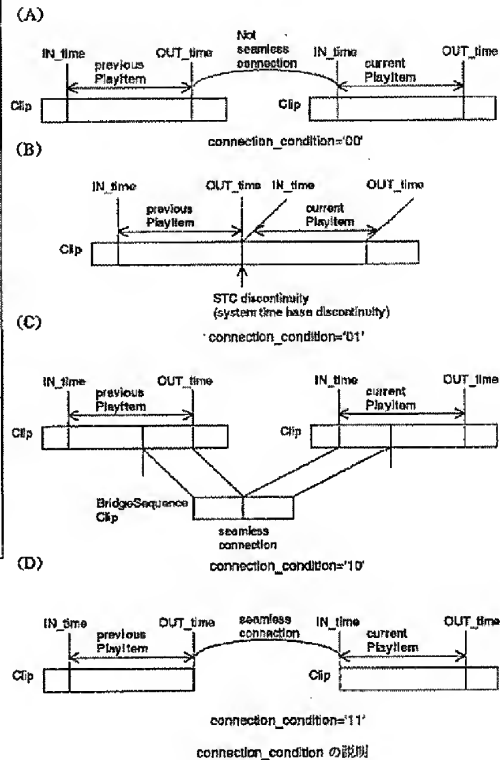 (A)
Not
seamless
connection
IN_time
OUT_time
IN_time
OUT_time
previous
PlayItem
current
PlayItem
Clip
Clip
connection_condition='00'
(B)
IN_time
OUT_time
IN_time
OUT_time
previous
PlayItem
current
PlayItem
Clip
STC discontinuity
(system time base discontinuity)
connection_condition='01'
(C)
IN_time
OUT_time
IN_time
OUT_time
previous
PlayItem
current
PlayItem
Clip
Clip
BridgeSequence
Clip
seamless
connection
connection_condition='10'
(D)
IN_time
OUT_time
seamless
connection
IN_time
OUT_time
previous
PlayItem
current
PlayItem
Clip
Clip
connection_condition='11'
connection_condition の説明